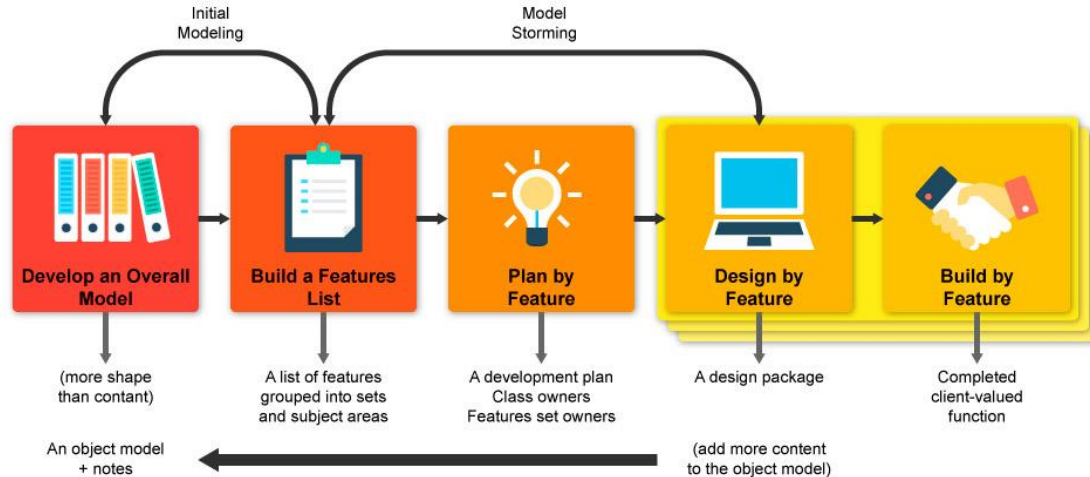 Initial
Modeling
Model
Storming
Develop an Overall
Model
Build a Features
List
Plan by
Feature
Design by
Feature
Build by
Feature
(more shape
than contant)
A list of features
grouped into sets
and subject areas
A development plan
Class owners
Features set owners
A design package
Completed
client-valued
function
An object model
+ notes
(add more content
to the object model)